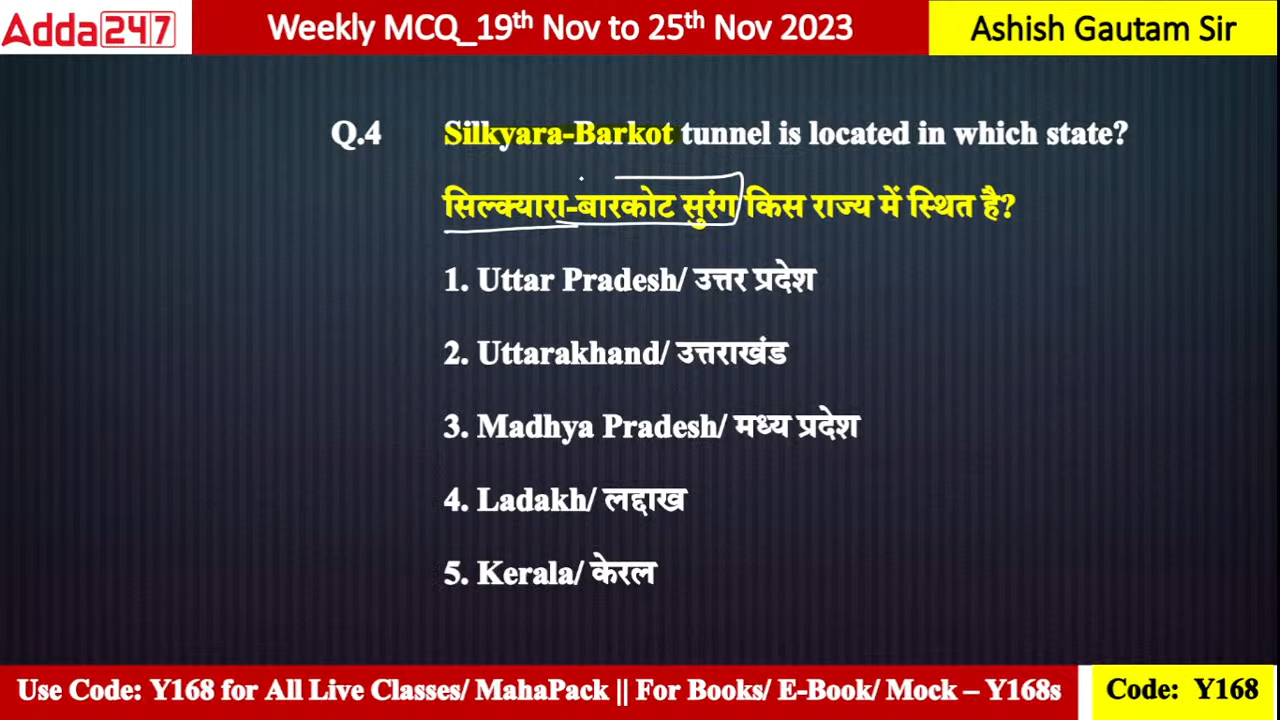 Adda247
Weekly MCQ_19th Nov to 25th Nov 2023
Ashish Gautam Sir
Q.4 Silkyara-Barkot tunnel is located in which state?
सिल्क्यारा-बारकोट सुरंग किस राज्य में स्थित है?
1. Uttar Pradesh/ उत्तर प्रदेश
2. Uttarakhand/ उत्तराखंड
3. Madhya Pradesh/ मध्य प्रदेश
4. Ladakh/ लद्दाख
5. Kerala/ केरल
Use Code: Y168 for All Live Classes/ MahaPack || For Books/ E-Book/ Mock – Y168s
Code: Y168